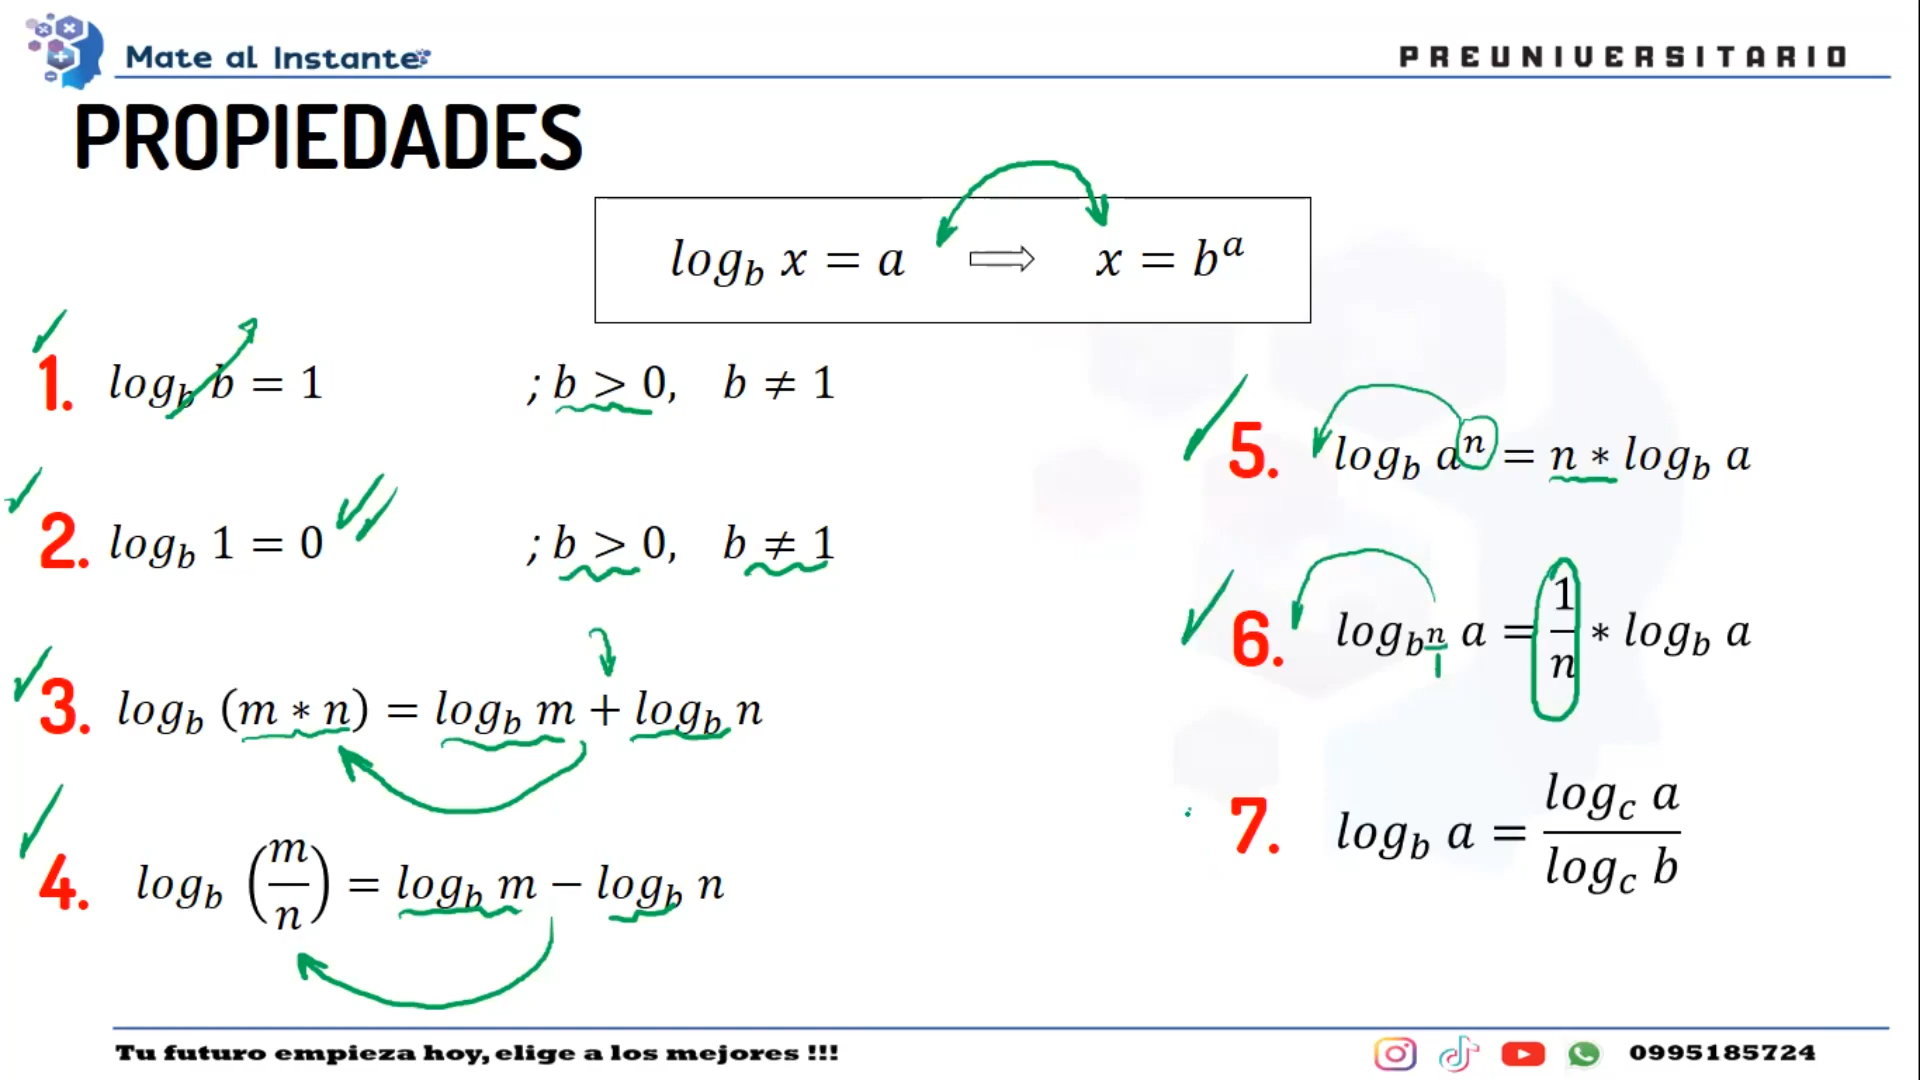 Mate al Instante
PREUNIVERSITARIO
PROPIEDADES
log_b x = a ⇒ x = b^a
1. log_b b = 1 ; b > 0, b ≠ 1
2. log_b 1 = 0 ; b > 0, b ≠ 1
3. log_b (m * n) = log_b m + log_b n
4. log_b (m/n) = log_b m − log_b n
5. log_b a^n = n * log_b a
6. log_{b^{n/1}} a = 1/n * log_b a
7. log_b a = log_c a / log_c b
Tu futuro empieza hoy, elige a los mejores !!!
0995185724